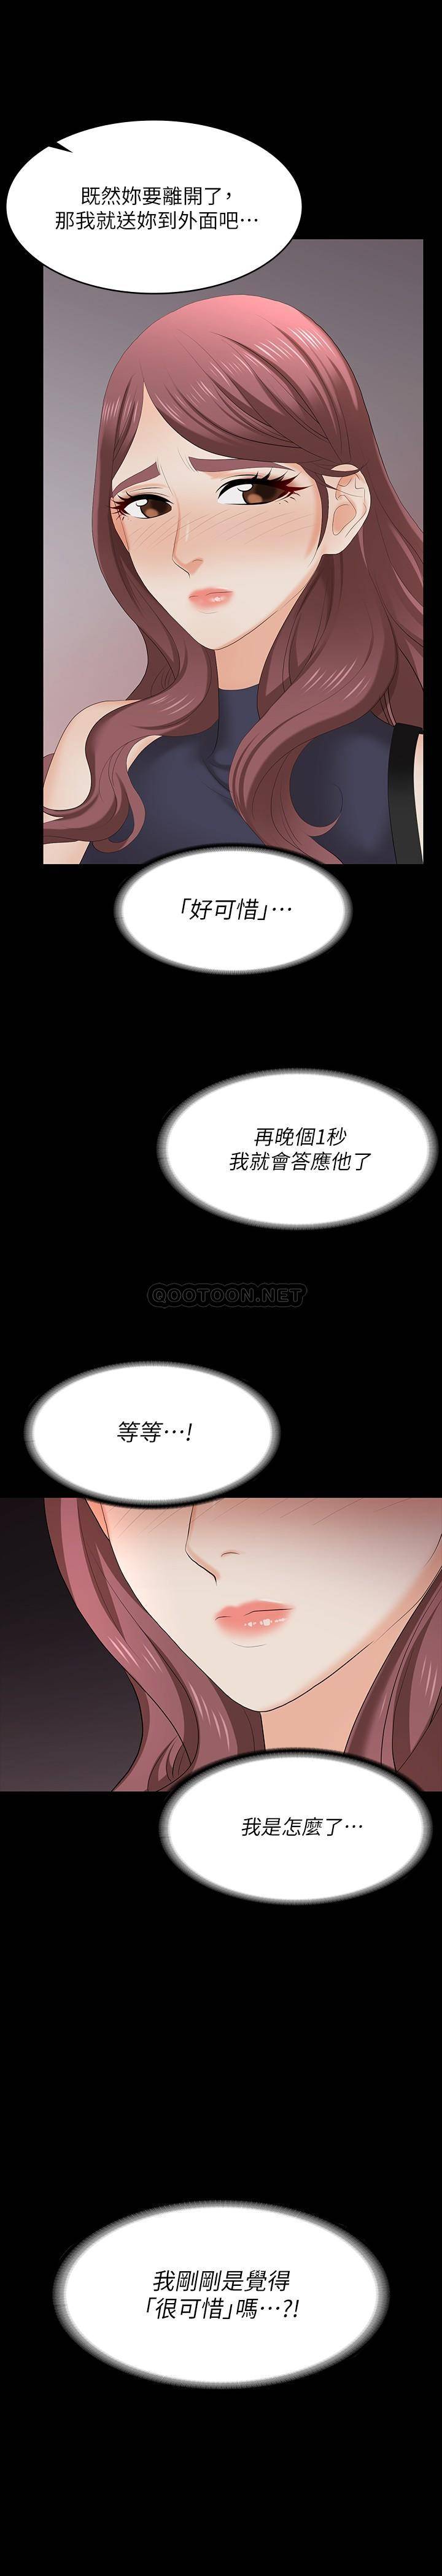 既然妳要離開了，
那我就送妳到外面吧…
「好可惜」…
再晚個1秒
我就會答應他了
QOOTOON.NET
等等…!
我是怎麼了…
我剛剛是覺得
「很可惜」嗎…?!